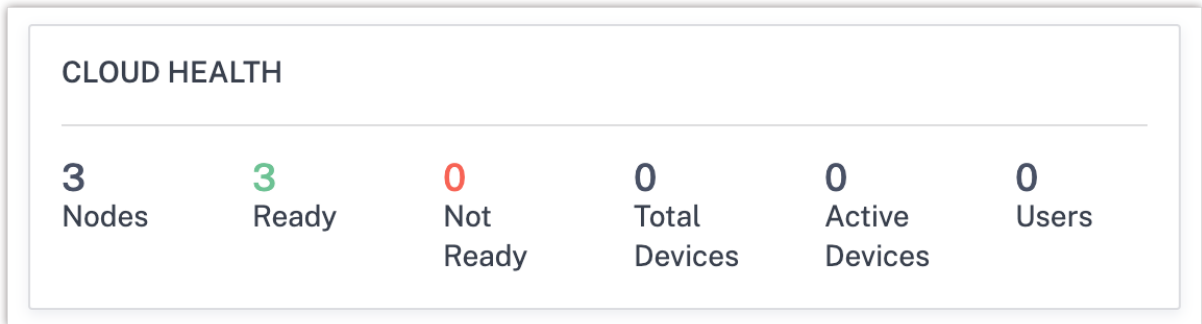 CLOUD HEALTH
3 3 0 0 0 0
Nodes Ready Not Total Active Users
Ready Devices Devices